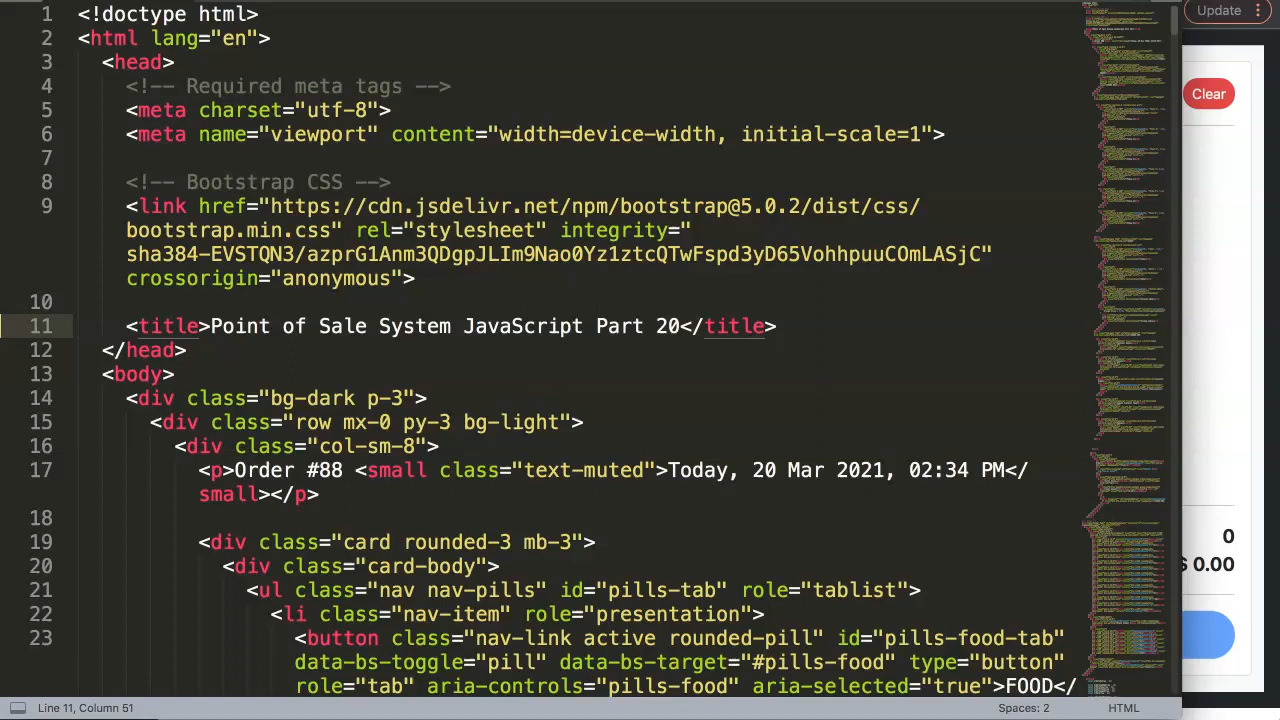 1 <!doctype html>
2 <html lang="en">
3 <head>
4 <!-- Required meta tags -->
5 <meta charset="utf-8">
6 <meta name="viewport" content="width=device-width, initial-scale=1">
7
8 <!-- Bootstrap CSS -->
9 <link href="https://cdn.jsdelivr.net/npm/bootstrap@5.0.2/dist/css/
bootstrap.min.css" rel="stylesheet" integrity="
sha384-EVSTQN3/azprG1Anm3QDgpJLIm9Nao0Yz1ztcQTwFspd3yD65VohhpuuCOmLASjC"
crossorigin="anonymous">
10
11 <title>Point of Sale System JavaScript Part 20</title>
12 </head>
13 <body>
14 <div class="bg-dark p-3">
15 <div class="row mx-0 py-3 bg-light">
16 <div class="col-sm-8">
17 <p>Order #88 <small class="text-muted">Today, 20 Mar 2021, 02:34 PM</
small></p>
18
19 <div class="card rounded-3 mb-3">
20 <div class="card-body">
21 <ul class="nav nav-pills" id="pills-tab" role="tablist">
22 <li class="nav-item" role="presentation">
23 <button class="nav-link active rounded-pill" id="pills-food-tab"
data-bs-toggle="pill" data-bs-target="#pills-food" type="button"
role="tab" aria-controls="pills-food" aria-selected="true">FOOD</
Line 11, Column 51
Spaces: 2
HTML
Update
Clear
0
$ 0.00